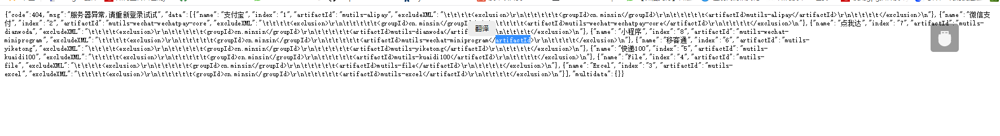 {"code":404,"msg":"服务器异常,请重新登录试试","data":[{"name":"支付宝","index":"1","artifactId":"mutils-alipay","excludeXML":"\t\t\t\t<exclusion>\r\n\t\t\t\t\t<groupId>cn.minsin</groupId>\r\n\t\t\t\t\t<artifactId>mutils-alipay</artifactId>\r\n\t\t\t\t</exclusion>\n"},{"name":"微信支
付","index":"2","artifactId":"mutils-wechat-wechatpay-core","excludeXML":"\t\t\t\t<exclusion>\r\n\t\t\t\t\t<groupId>cn.minsin</groupI \t\t\t\t<artifactId>mutils-wechat-wechatpay-core</artifactId>\r\n\t\t\t\t</exclusion>\n"},{"name":"点我达","index":"7","artifactId":"mutils-
dianwoda","excludeXML":"\t\t\t\t<exclusion>\r\n\t\t\t\t\t<groupId>cn.minsin</groupId>\r\n\t\t\t\t\t<artifactId>mutils-dianwoda</artif \n\t\t\t\t</exclusion>\n"},{"name":"小程序","index":"8","artifactId":"mutils-wechat-
miniprogram","excludeXML":"\t\t\t\t<exclusion>\r\n\t\t\t\t\t<groupId>cn.minsin</groupId>\r\n\t\t\t\t\t<artifactId>mutils-wechat-miniprogram</artifactId>\r\n\t\t\t\t</exclusion>\n"},{"name":"移客通","index":"6","artifactId":"mutils-
yiketong","excludeXML":"\t\t\t\t<exclusion>\r\n\t\t\t\t\t<groupId>cn.minsin</groupId>\r\n\t\t\t\t\t<artifactId>mutils-yiketong</artifactId>\r\n\t\t\t\t</exclusion>\n"},{"name":"快递100","index":"5","artifactId":"mutils-
kuaidi100","excludeXML":"\t\t\t\t<exclusion>\r\n\t\t\t\t\t<groupId>cn.minsin</groupId>\r\n\t\t\t\t\t<artifactId>mutils-kuaidi100</artifactId>\r\n\t\t\t\t</exclusion>\n"},{"name":"File","index":"4","artifactId":"mutils-
file","excludeXML":"\t\t\t\t<exclusion>\r\n\t\t\t\t\t<groupId>cn.minsin</groupId>\r\n\t\t\t\t\t<artifactId>mutils-file</artifactId>\r\n\t\t\t\t</exclusion>\n"},{"name":"Excel","index":"3","artifactId":"mutils-
excel","excludeXML":"\t\t\t\t<exclusion>\r\n\t\t\t\t\t<groupId>cn.minsin</groupId>\r\n\t\t\t\t\t<artifactId>mutils-excel</artifactId>\r\n\t\t\t\t</exclusion>\n"}],"multidata":{}}
翻译